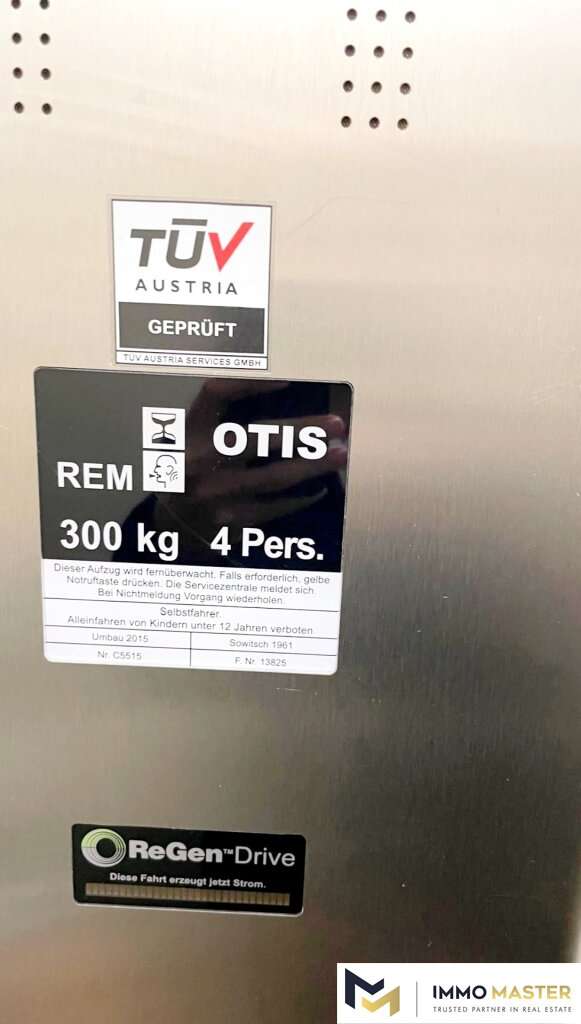 TÜV
AUSTRIA
GEPRÜFT
TÜV AUSTRIA SERVICES GMBH
OTIS
REM
300 kg 4 Pers.
Dieser Aufzug wird fernüberwacht. Falls erforderlich, gelbe
Notruftaste drücken. Die Servicezentrale meldet sich.
Bei Nichtmeldung Vorgang wiederholen.
Selbstfahrer.
Alleinfahren von Kindern unter 12 Jahren verboten.
Umbau 2015 Sowitsch 1961
Nr. C5515 F. Nr. 13825
ReGen™Drive
Diese Fahrt erzeugt jetzt Strom.
IMMO MASTER
TRUSTED PARTNER IN REAL ESTATE